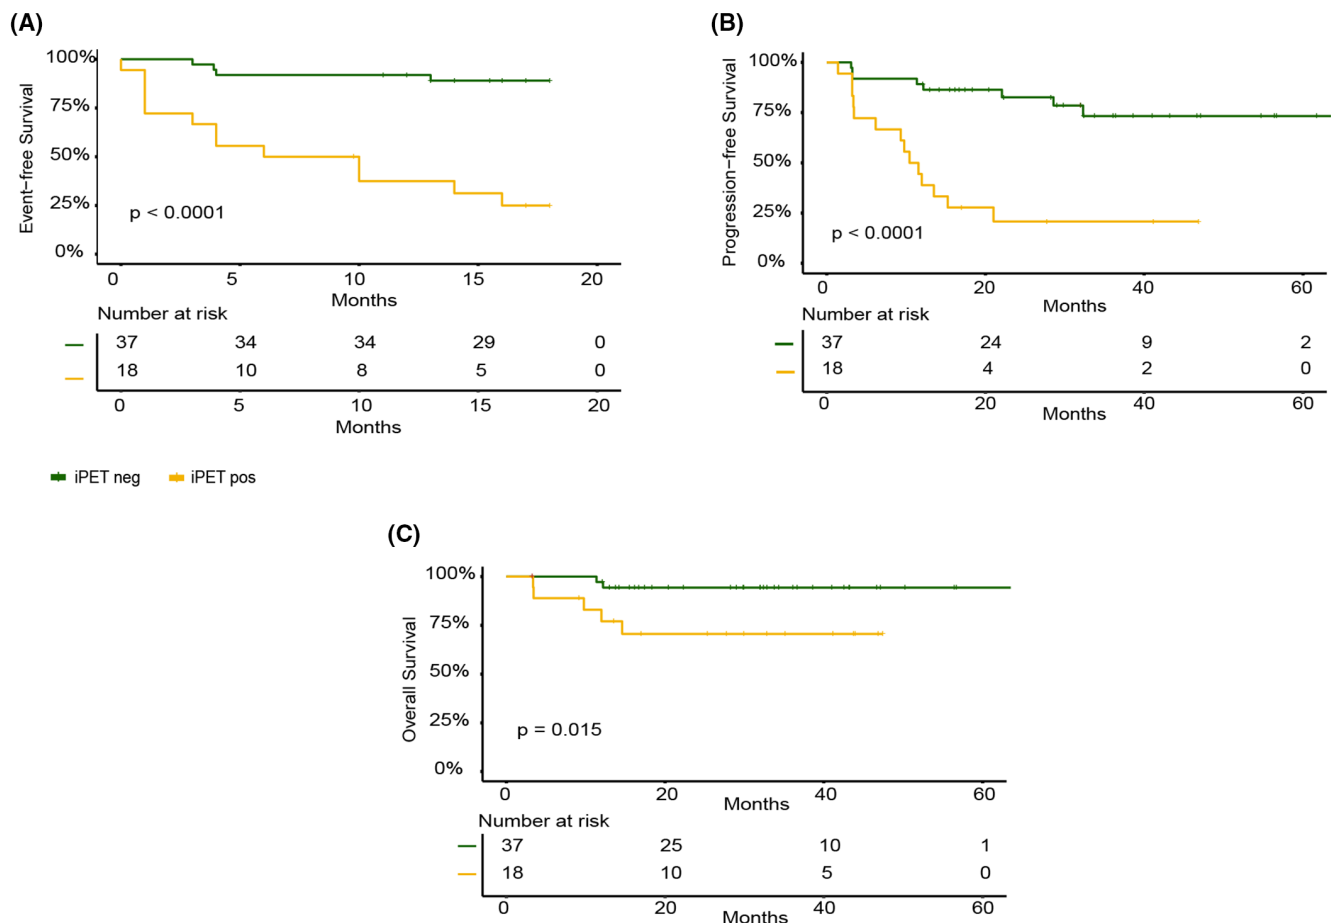 (A)
Event-free Survival
100%
75%
50%
25%
0%
p < 0.0001
0 5 10 15 20
Months
Number at risk
37 34 34 29 0
18 10 8 5 0
0 5 10 15 20
Months
(B)
Progression-free Survival
100%
75%
50%
25%
0%
p < 0.0001
0 20 40 60
Months
Number at risk
37 24 9 2
18 4 2 0
0 20 40 60
Months
iPET neg iPET pos
(C)
Overall Survival
100%
75%
50%
25%
0%
p = 0.015
0 20 40 60
Months
Number at risk
37 25 10 1
18 10 5 0
0 20 40 60
Months